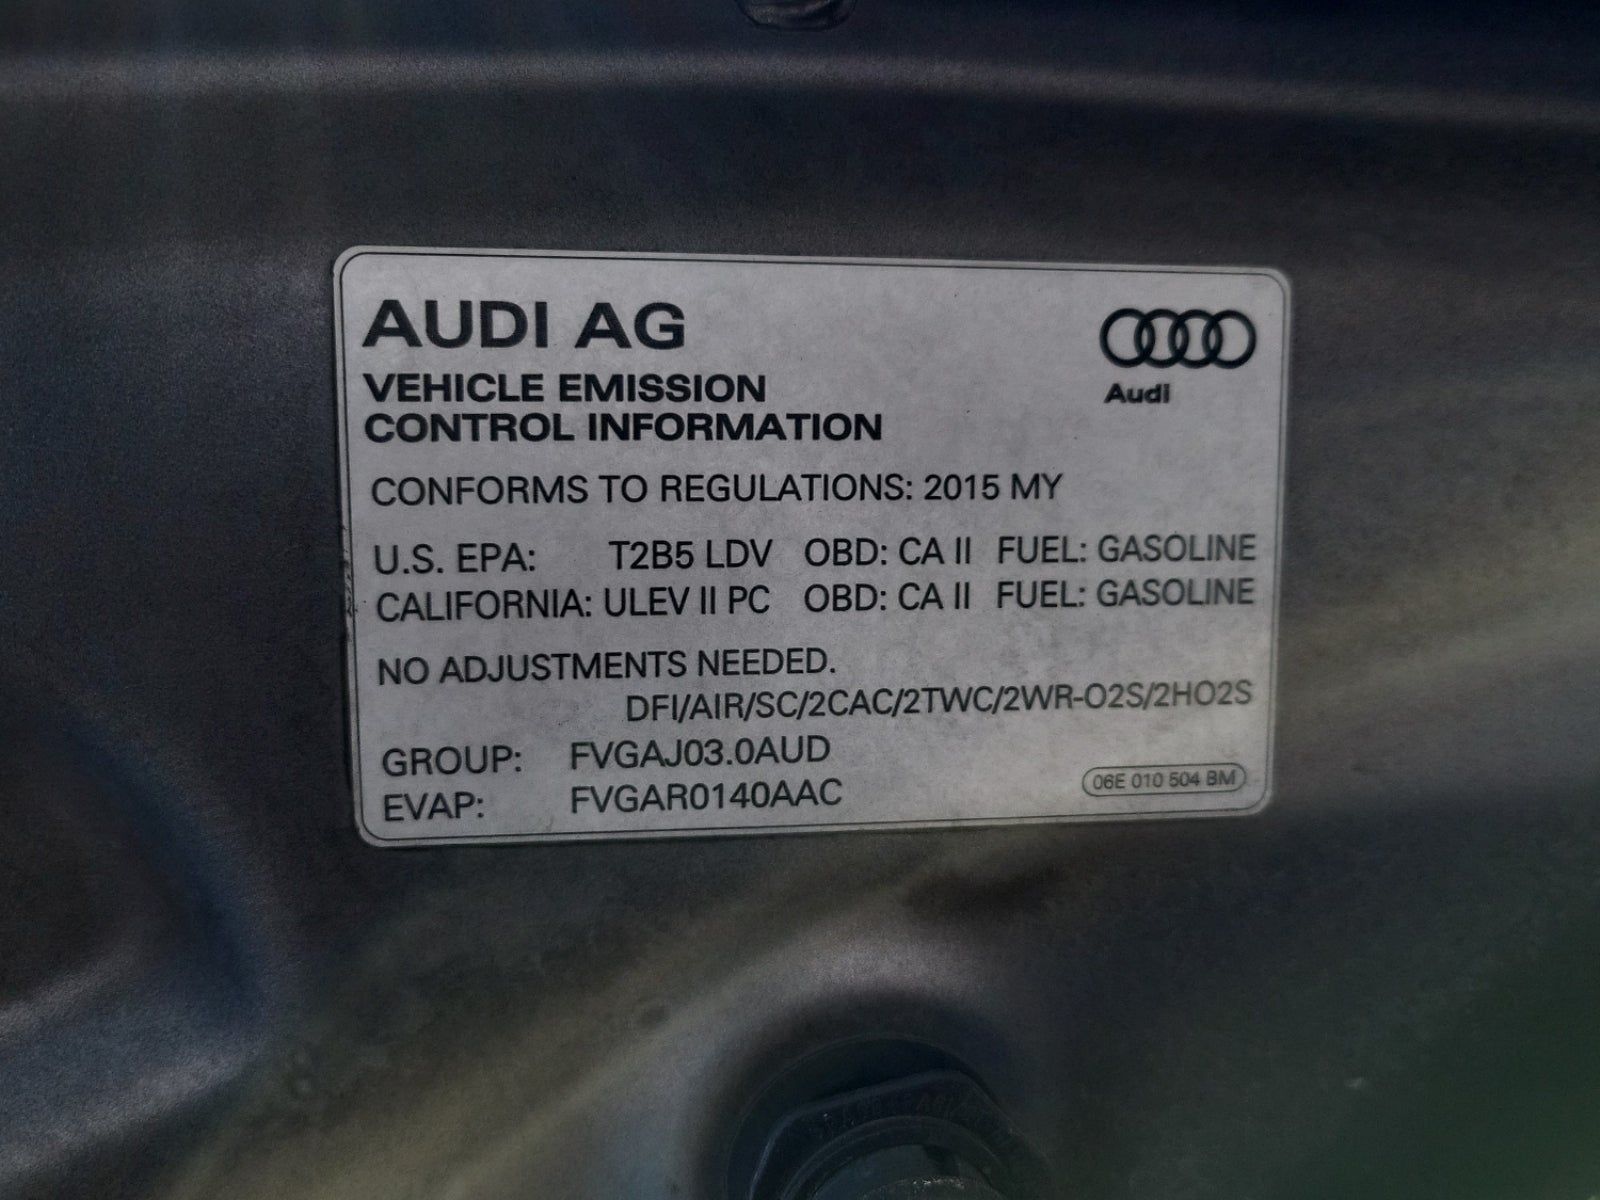 AUDI AG
Audi
VEHICLE EMISSION
CONTROL INFORMATION
CONFORMS TO REGULATIONS: 2015 MY
U.S. EPA: T2B5 LDV OBD: CA II FUEL: GASOLINE
CALIFORNIA: ULEV II PC OBD: CA II FUEL: GASOLINE
NO ADJUSTMENTS NEEDED.
DFI/AIR/SC/2CAC/2TWC/2WR-O2S/2HO2S
GROUP: FVGAJ03.0AUD
EVAP: FVGAR0140AAC
06E 010 504 BM